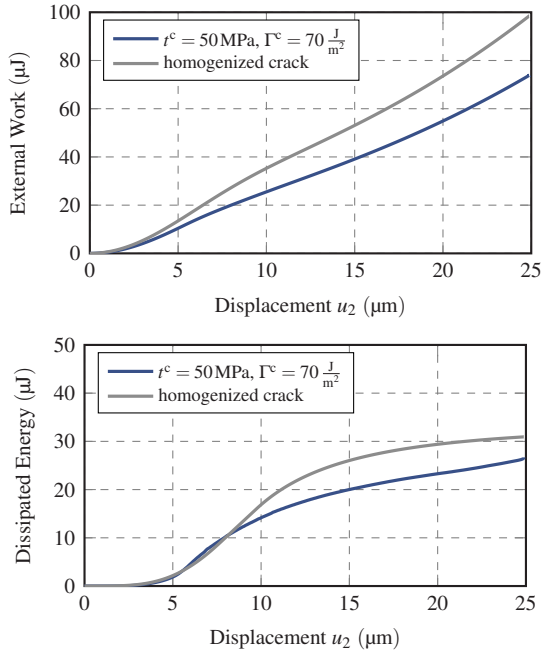 100
80
60
40
20
0
External Work (μJ)
t^c = 50 MPa, Γ^c = 70 J/m²
homogenized crack
0 5 10 15 20 25
Displacement u₂ (μm)
50
40
30
20
10
0
Dissipated Energy (μJ)
t^c = 50 MPa, Γ^c = 70 J/m²
homogenized crack
0 5 10 15 20 25
Displacement u₂ (μm)